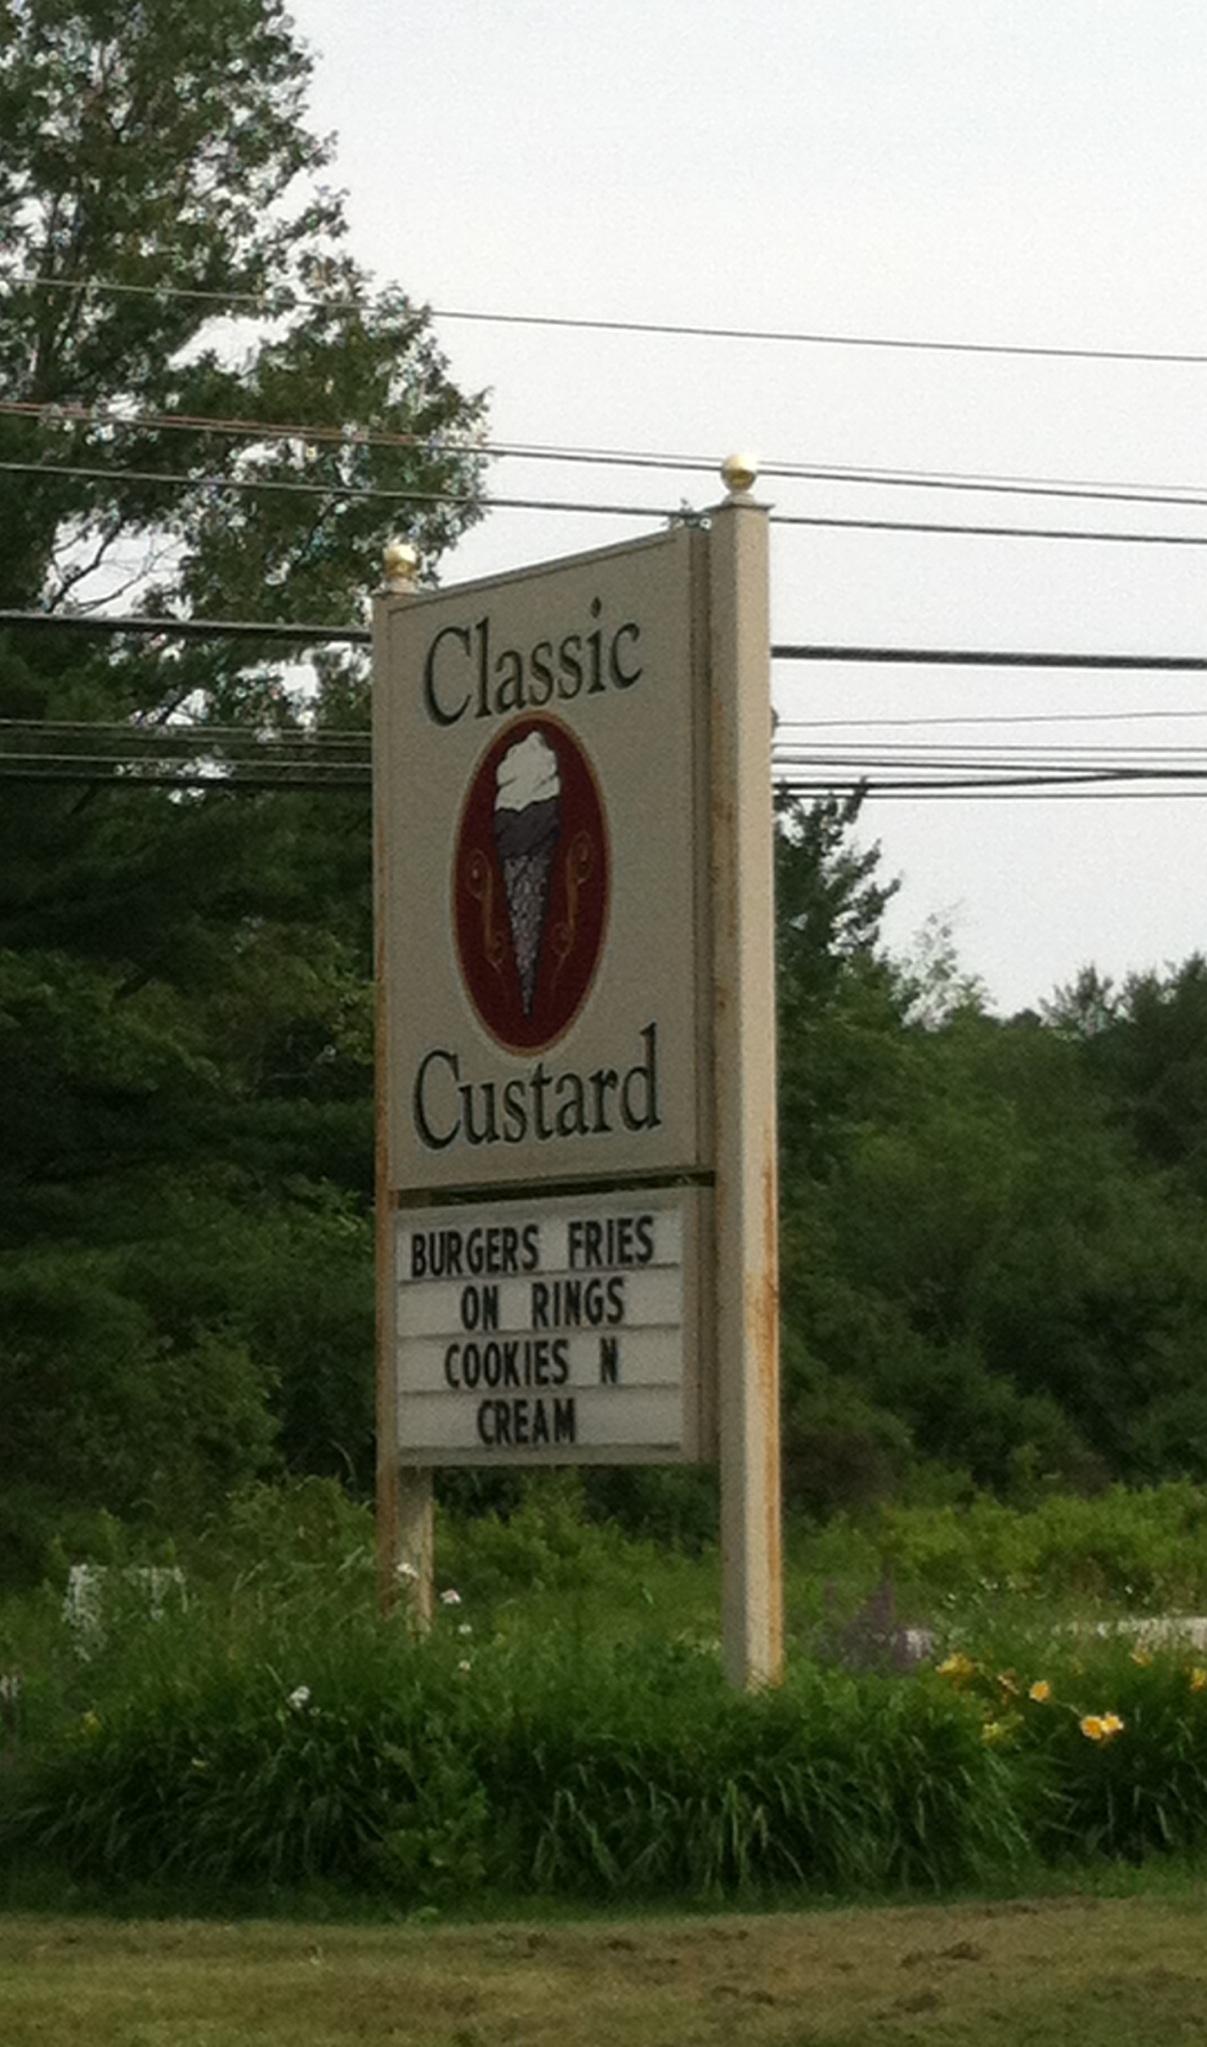 Classic
Custard
BURGERS FRIES
ON RINGS
COOKIES N
CREAM